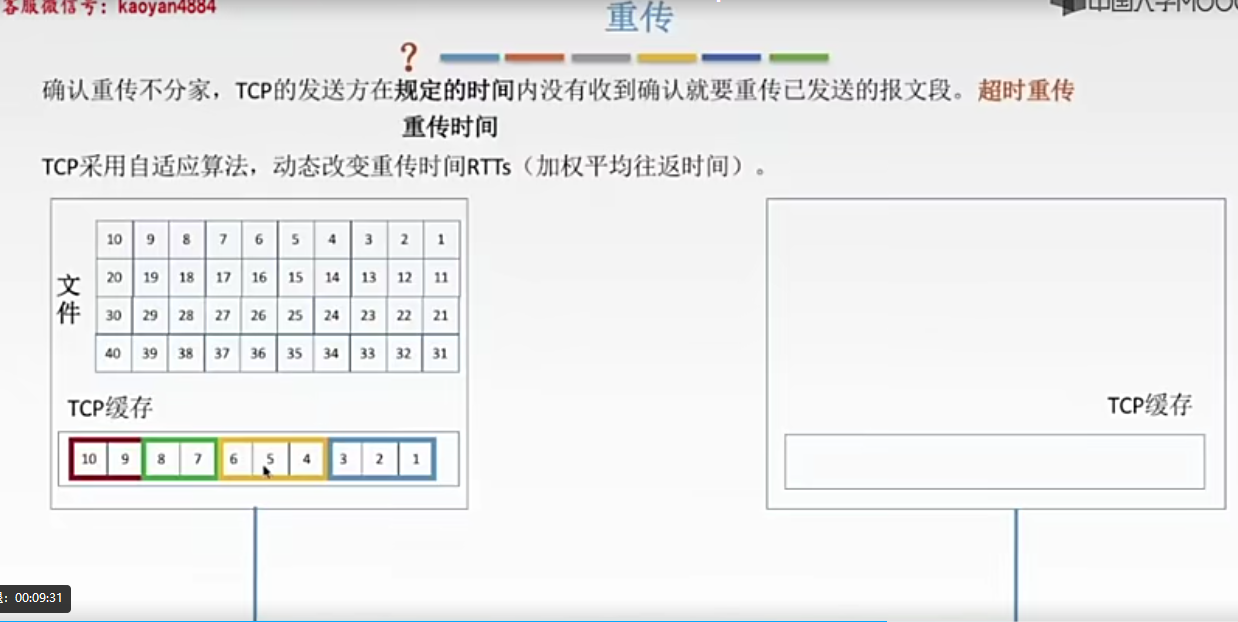 客服微信号：kaoyan4884
中国大学MOOC
重传
?
确认重传不分家，TCP的发送方在规定的时间内没有收到确认就要重传已发送的报文段。超时重传
重传时间
TCP采用自适应算法，动态改变重传时间RTTs（加权平均往返时间）。
文件
10 9 8 7 6 5 4 3 2 1
20 19 18 17 16 15 14 13 12 11
30 29 28 27 26 25 24 23 22 21
40 39 38 37 36 35 34 33 32 31
TCP缓存
10 9 8 7 6 5 4 3 2 1
TCP缓存
：00:09:31